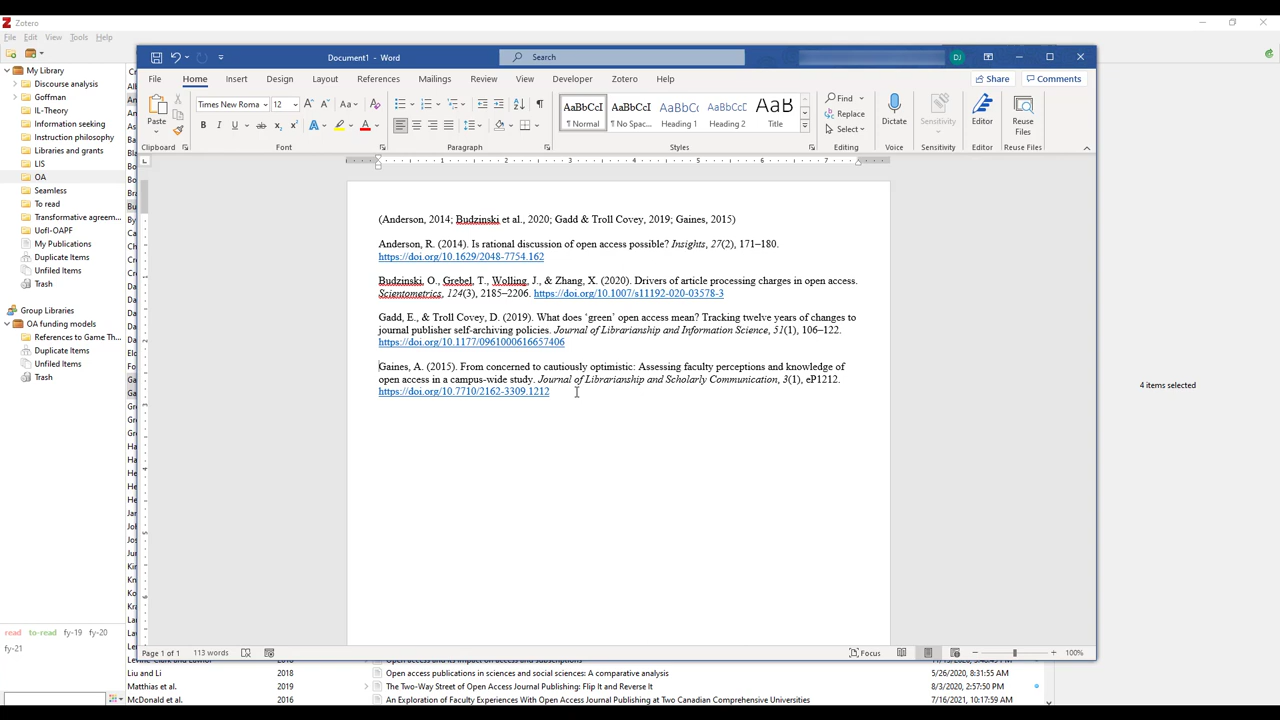 Zotero
File Edit View Tools Help
My Library
Discourse analysis
Goffman
IL-Theory
Information seeking
Instruction philosophy
Libraries and grants
LIS
OA
Seamless
To read
Transformative agreem...
UofI-OAPF
My Publications
Duplicate Items
Unfiled Items
Trash
Group Libraries
OA funding models
References to Game Th
Duplicate Items
Unfiled Items
Trash
read to-read fy-19 fy-20
fy-21
Document1 - Word
Search
DJ
File Home Insert Design Layout References Mailings Review View Developer Zotero Help
Share Comments
Paste
Times New Roma 12
AaBbCcI AaBbCcI AaBbCc AaBbCcI AaB
Normal No Spac... Heading 1 Heading 2 Title
Find
Replace
Select
Dictate Sensitivity Editor Reuse Files
Clipboard Font Paragraph Styles Editing Voice Sensitivity Editor Reuse Files
1 2 3 4 5 6 7
(Anderson, 2014; Budzinski et al., 2020; Gadd & Troll Covey, 2019; Gaines, 2015)
Anderson, R. (2014). Is rational discussion of open access possible? Insights, 27(2), 171–180.
https://doi.org/10.1629/2048-7754.162
Budzinski, O., Grebel, T., Wolling, J., & Zhang, X. (2020). Drivers of article processing charges in open access.
Scientometrics, 124(3), 2185–2206. https://doi.org/10.1007/s11192-020-03578-3
Gadd, E., & Troll Covey, D. (2019). What does ‘green’ open access mean? Tracking twelve years of changes to
journal publisher self-archiving policies. Journal of Librarianship and Information Science, 51(1), 106–122.
https://doi.org/10.1177/0961000616657406
Gaines, A. (2015). From concerned to cautiously optimistic: Assessing faculty perceptions and knowledge of
open access in a campus-wide study. Journal of Librarianship and Scholarly Communication, 3(1), eP1212.
https://doi.org/10.7710/2162-3309.1212
4 items selected
Page 1 of 1 113 words
Focus
100%
Liu and Li 2018 Open access publications in sciences and social sciences: A comparative analysis 5/26/2020, 8:31:55 AM
Matthias et al. 2019 The Two-Way Street of Open Access Journal Publishing: Flip It and Reverse It 8/3/2020, 2:57:50 PM
McDonald et al. 2016 An Exploration of Faculty Experiences With Open Access Journal Publishing at Two Canadian Comprehensive Universities 7/16/2021, 10:17:59 AM